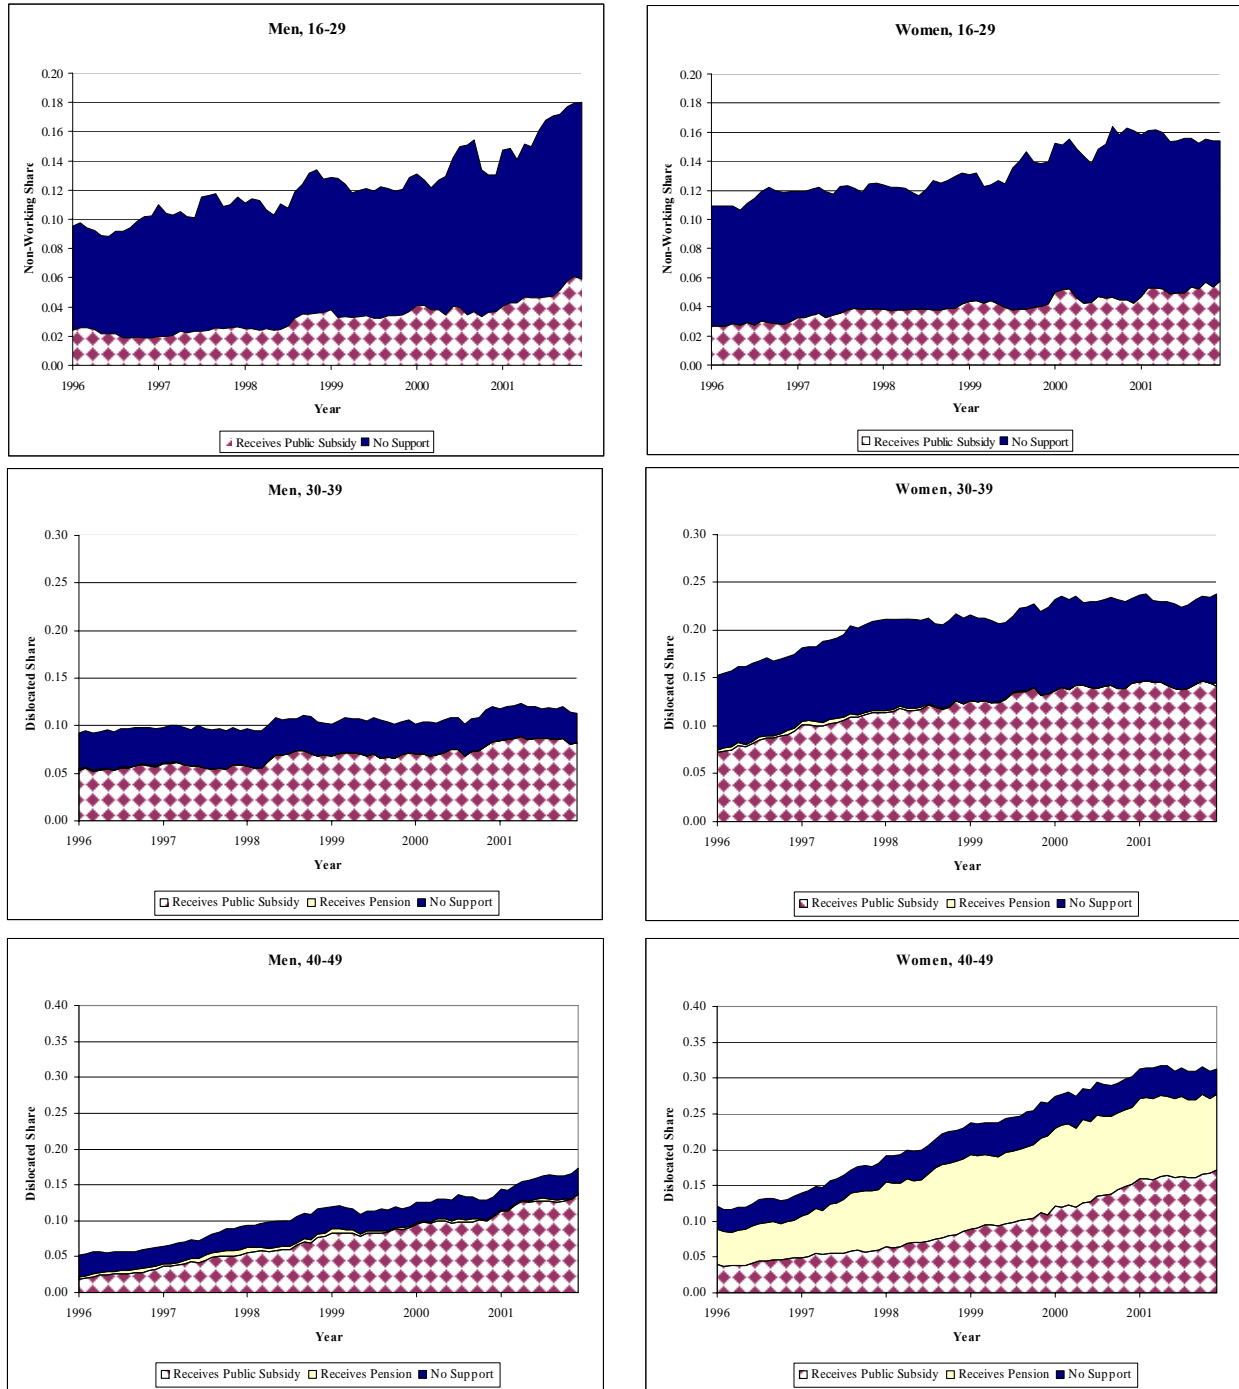 Men, 16-29
Non-Working Share
0.20
0.18
0.16
0.14
0.12
0.10
0.08
0.06
0.04
0.02
0.00
1996 1997 1998 1999 2000 2001
Year
Receives Public Subsidy No Support
Women, 16-29
Non-Working Share
0.20
0.18
0.16
0.14
0.12
0.10
0.08
0.06
0.04
0.02
0.00
1996 1997 1998 1999 2000 2001
Year
Receives Public Subsidy No Support
Men, 30-39
Dislocated Share
0.30
0.25
0.20
0.15
0.10
0.05
0.00
1996 1997 1998 1999 2000 2001
Year
Receives Public Subsidy Receives Pension No Support
Women, 30-39
Dislocated Share
0.30
0.25
0.20
0.15
0.10
0.05
0.00
1996 1997 1998 1999 2000 2001
Year
Receives Public Subsidy Receives Pension No Support
Men, 40-49
Dislocated Share
0.40
0.35
0.30
0.25
0.20
0.15
0.10
0.05
0.00
1996 1997 1998 1999 2000 2001
Year
Receives Public Subsidy Receives Pension No Support
Women, 40-49
Dislocated Share
0.40
0.35
0.30
0.25
0.20
0.15
0.10
0.05
0.00
1996 1997 1998 1999 2000 2001
Year
Receives Public Subsidy Receives Pension No Support